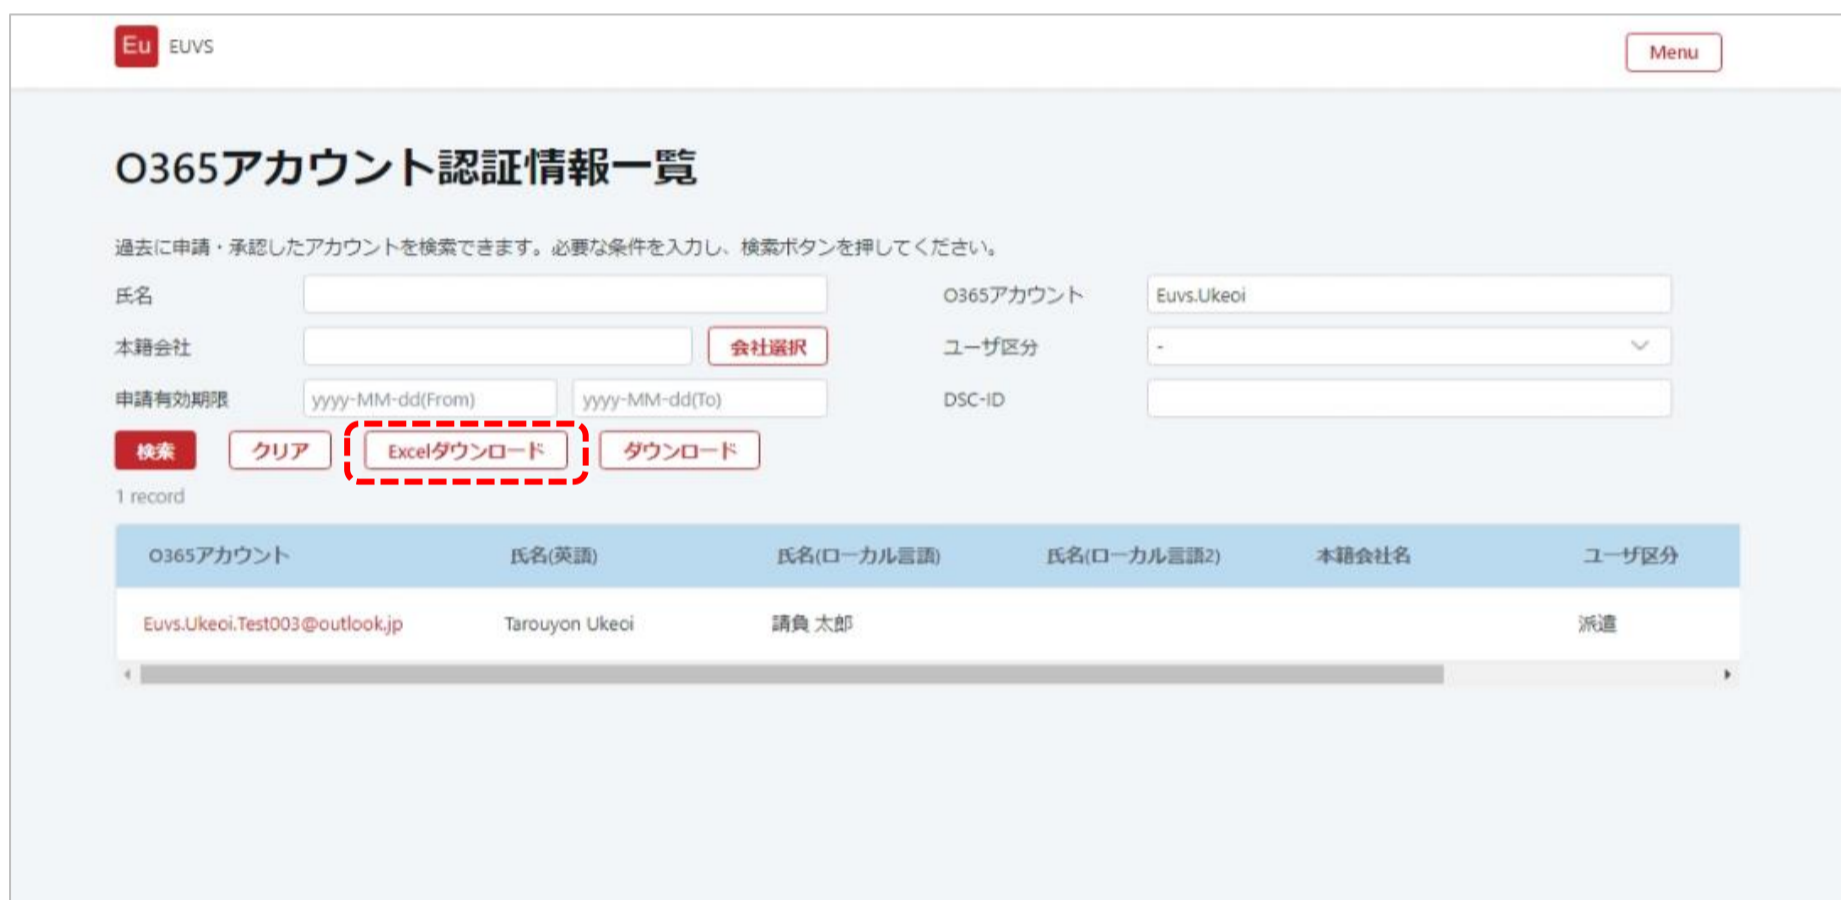 Eu EUVS
Menu
O365アカウント認証情報一覧
過去に申請・承認したアカウントを検索できます。必要な条件を入力し、検索ボタンを押してください。
氏名
O365アカウント Euvs.Ukeoi
本籍会社 会社選択
ユーザ区分 -
申請有効期限 yyyy-MM-dd(From) yyyy-MM-dd(To)
DSC-ID
検索 クリア Excelダウンロード ダウンロード
1 record
O365アカウント 氏名(英語) 氏名(ローカル言語) 氏名(ローカル言語2) 本籍会社名 ユーザ区分
Euvs.Ukeoi.Test003@outlook.jp Tarouyon Ukeoi 請負 太郎 派遣